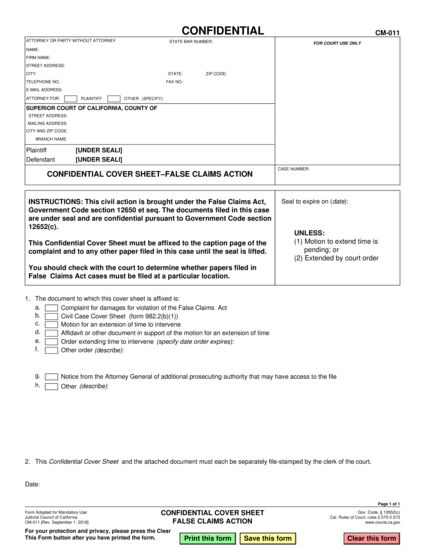 CONFIDENTIAL
CM-011
ATTORNEY OR PARTY WITHOUT ATTORNEY STATE BAR NUMBER:
NAME:
FIRM NAME:
STREET ADDRESS:
CITY: STATE: ZIP CODE:
TELEPHONE NO.: FAX NO.:
E-MAIL ADDRESS:
ATTORNEY FOR: PLAINTIFF OTHER (SPECIFY):
FOR COURT USE ONLY
SUPERIOR COURT OF CALIFORNIA, COUNTY OF
STREET ADDRESS:
MAILING ADDRESS:
CITY AND ZIP CODE:
BRANCH NAME:
Plaintiff [UNDER SEAL]
Defendant [UNDER SEAL]
CONFIDENTIAL COVER SHEET–FALSE CLAIMS ACTION
CASE NUMBER:
INSTRUCTIONS: This civil action is brought under the False Claims Act,
Government Code section 12650 et seq. The documents filed in this case
are under seal and are confidential pursuant to Government Code section
12652(c).
This Confidential Cover Sheet must be affixed to the caption page of the
complaint and to any other paper filed in this case until the seal is lifted.
You should check with the court to determine whether papers filed in
False Claims Act cases must be filed at a particular location.
Seal to expire on (date):
UNLESS:
(1) Motion to extend time is
pending; or
(2) Extended by court order
1. The document to which this cover sheet is affixed is:
a. Complaint for damages for violation of the False Claims Act
b. Civil Case Cover Sheet (form 982.2(b)(1))
c. Motion for an extension of time to intervene
d. Affidavit or other document in support of the motion for an extension of time
e. Order extending time to intervene (specify date order expires):
f. Other order (describe):
g. Notice from the Attorney General of additional prosecuting authority that may have access to the file
h. Other (describe):
2. This Confidential Cover Sheet and the attached document must each be separately file-stamped by the clerk of the court.
Date:
Page 1 of 1
Form Adopted for Mandatory Use
Judicial Council of California
CM-011 [Rev. September 1, 2018]
CONFIDENTIAL COVER SHEET
FALSE CLAIMS ACTION
Gov. Code, § 12652(c)
Cal. Rules of Court, rules 2.570-2.573
www.courts.ca.gov
For your protection and privacy, please press the Clear
This Form button after you have printed the form.
Print this form
Save this form
Clear this form